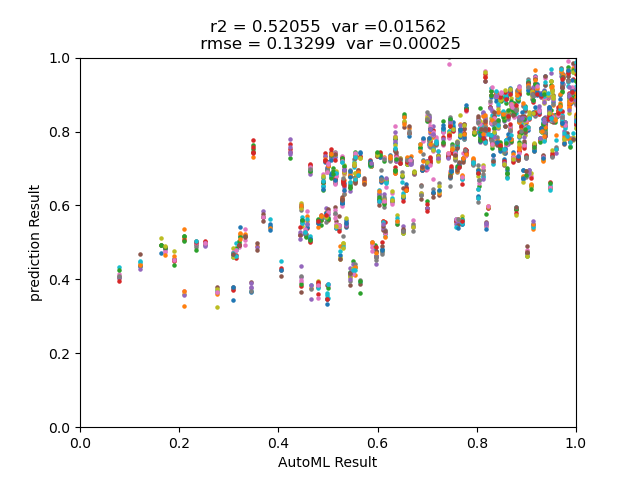 r2 = 0.52055  var =0.01562
rmse = 0.13299  var =0.00025
1.0
0.8
0.6
0.4
0.2
0.0
prediction Result
0.0 0.2 0.4 0.6 0.8 1.0
AutoML Result